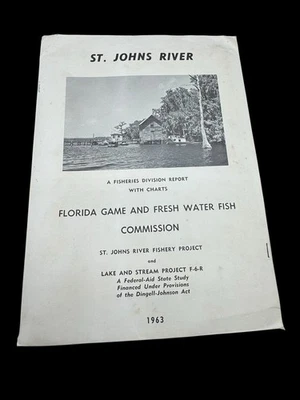 ST. JOHNS RIVER
A FISHERIES DIVISION REPORT
WITH CHARTS
FLORIDA GAME AND FRESH WATER FISH
COMMISSION
ST. JOHNS RIVER FISHERY PROJECT
and
LAKE AND STREAM PROJECT F-6-R
A Federal-Aid State Study
Financed Under Provisions
of the Dingell-Johnson Act
1963